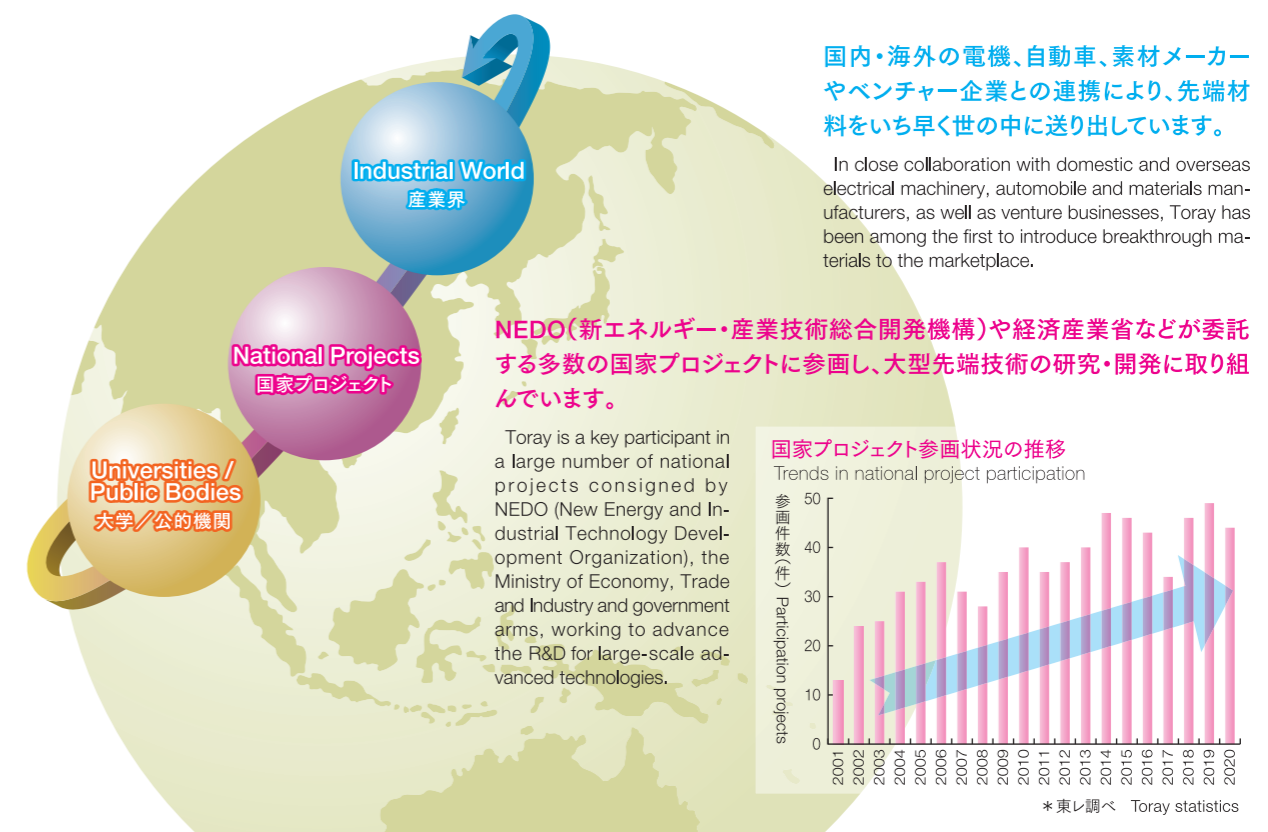 国内・海外の電機、自動車、素材メーカー
やベンチャー企業との連携により、先端材
料をいち早く世の中に送り出しています。
In close collaboration with domestic and overseas
electrical machinery, automobile and materials man-
ufacturers, as well as venture businesses, Toray has
been among the first to introduce breakthrough ma-
terials to the marketplace.
Industrial World
産業界
NEDO（新エネルギー・産業技術総合開発機構）や経済産業省などが委託
する多数の国家プロジェクトに参画し、大型先端技術の研究・開発に取り組
んでいます。
National Projects
国家プロジェクト
Toray is a key participant in
a large number of national
projects consigned by
NEDO (New Energy and In-
dustrial Technology Devel-
opment Organization), the
Ministry of Economy, Trade
and Industry and government
arms, working to advance
the R&D for large-scale ad-
vanced technologies.
Universities /
Public Bodies
大学／公的機関
国家プロジェクト参画状況の推移
Trends in national project participation
参画件数（件） Participation projects
50
40
30
20
10
0
2001
2002
2003
2004
2005
2006
2007
2008
2009
2010
2011
2012
2013
2014
2015
2016
2017
2018
2019
2020
＊東レ調べ Toray statistics